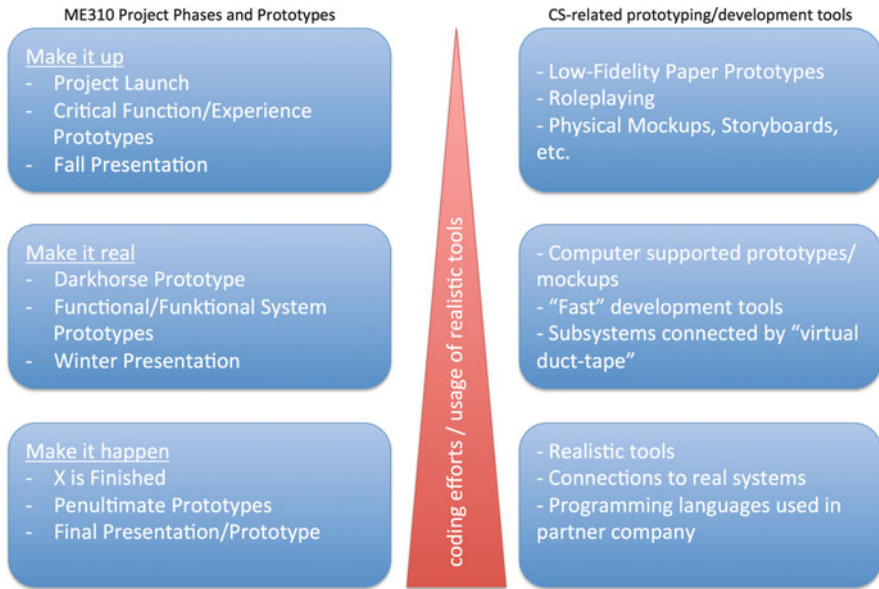 ME310 Project Phases and Prototypes
Make it up
- Project Launch
- Critical Function/Experience
Prototypes
- Fall Presentation
Make it real
- Darkhorse Prototype
- Functional/Funktional System
Prototypes
- Winter Presentation
Make it happen
- X is Finished
- Penultimate Prototypes
- Final Presentation/Prototype
coding efforts / usage of realistic tools
CS-related prototyping/development tools
- Low-Fidelity Paper Prototypes
- Roleplaying
- Physical Mockups, Storyboards,
etc.
- Computer supported prototypes/
mockups
- “Fast” development tools
- Subsystems connected by “virtual
duct-tape”
- Realistic tools
- Connections to real systems
- Programming languages used in
partner company